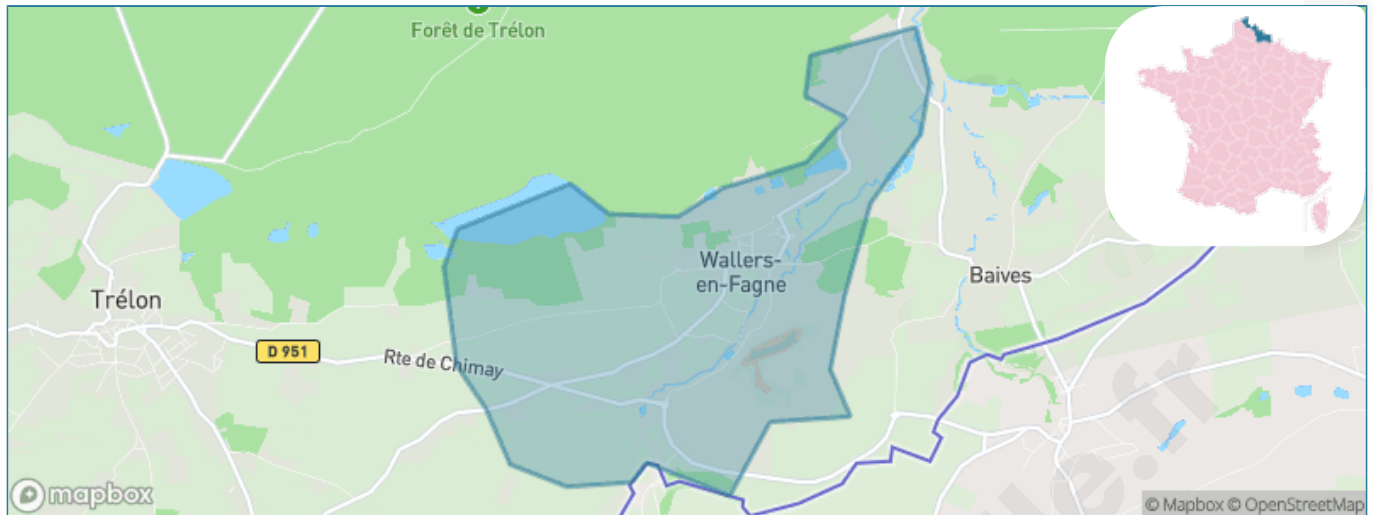 Forêt de Trélon
Wallers-
en-Fagne
Baives
Trélon
D 951
Rte de Chimay
mapbox
© Mapbox © OpenStreetMap